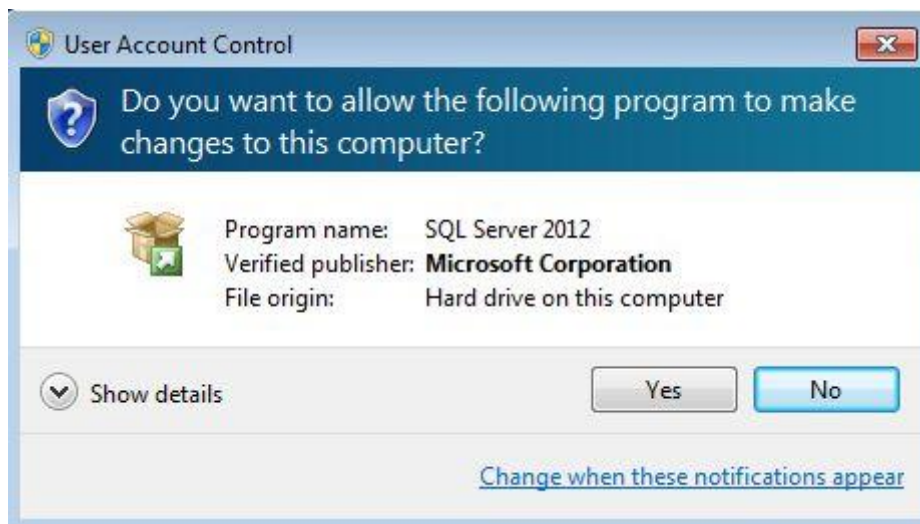 User Account Control
Do you want to allow the following program to make
changes to this computer?
Program name: SQL Server 2012
Verified publisher: Microsoft Corporation
File origin: Hard drive on this computer
Show details
Yes
No
Change when these notifications appear